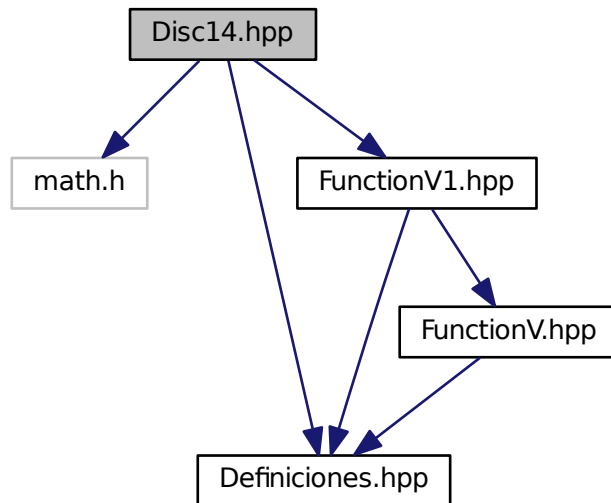 Disc14.hpp
math.h
FunctionV1.hpp
FunctionV.hpp
Definiciones.hpp